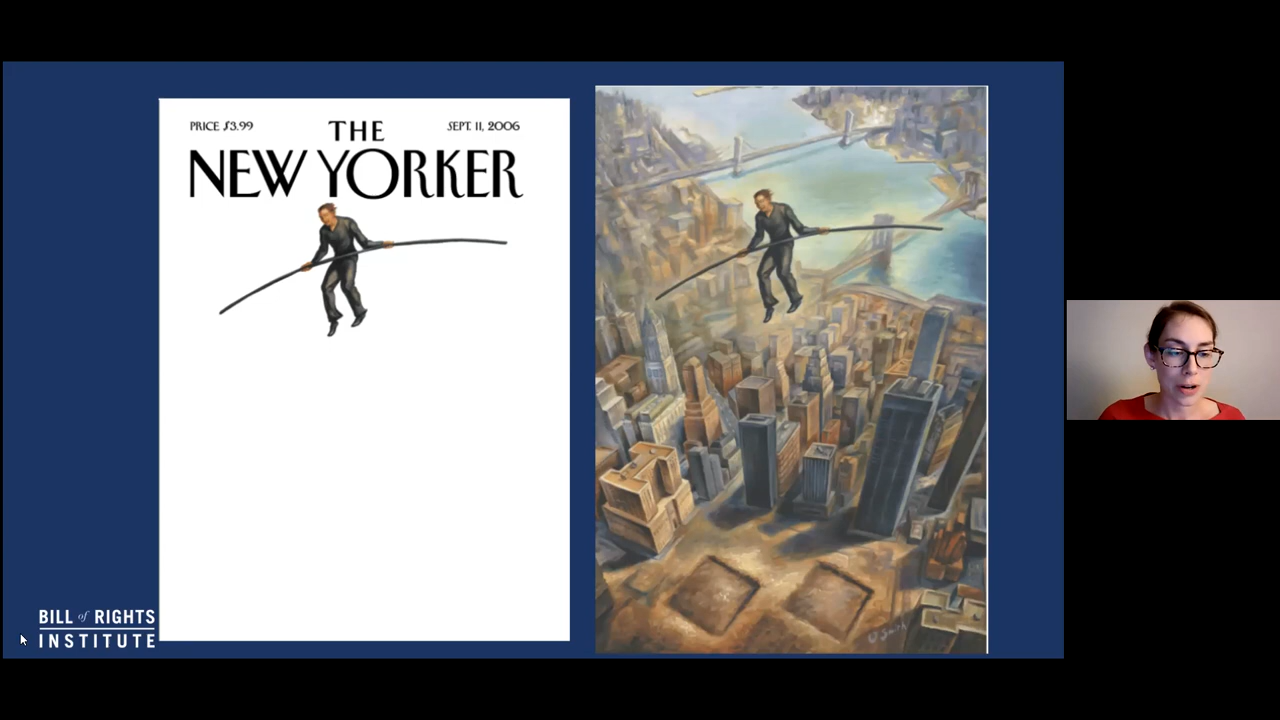 PRICE $3.99
THE
SEPT. 11, 2006
NEW YORKER
BILL of RIGHTS
INSTITUTE